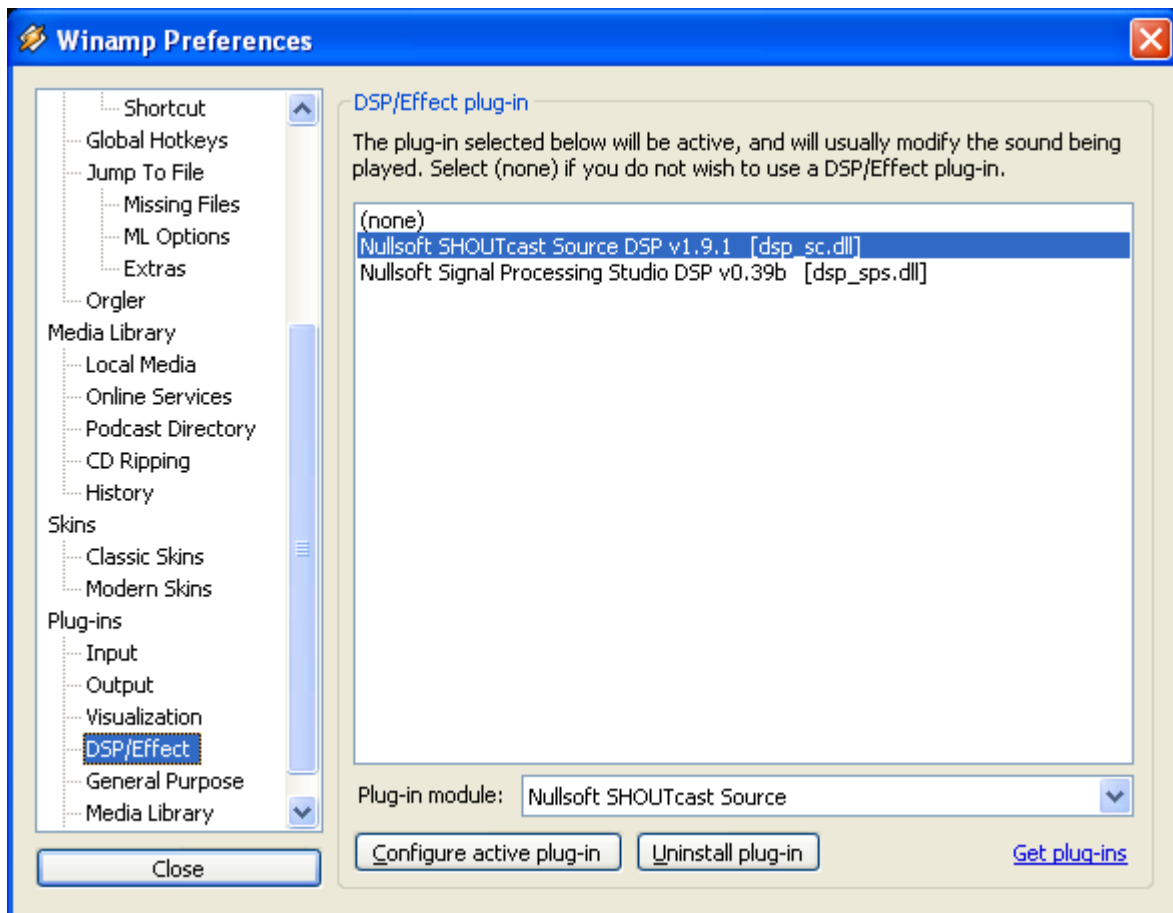 Winamp Preferences
Shortcut
Global Hotkeys
Jump To File
Missing Files
ML Options
Extras
Orgler
Media Library
Local Media
Online Services
Podcast Directory
CD Ripping
History
Skins
Classic Skins
Modern Skins
Plug-ins
Input
Output
Visualization
DSP/Effect
General Purpose
Media Library
Close
DSP/Effect plug-in
The plug-in selected below will be active, and will usually modify the sound being
played. Select (none) if you do not wish to use a DSP/Effect plug-in.
(none)
Nullsoft SHOUTcast Source DSP v1.9.1 [dsp_sc.dll]
Nullsoft Signal Processing Studio DSP v0.39b [dsp_sps.dll]
Plug-in module: Nullsoft SHOUTcast Source
Configure active plug-in Uninstall plug-in Get plug-ins